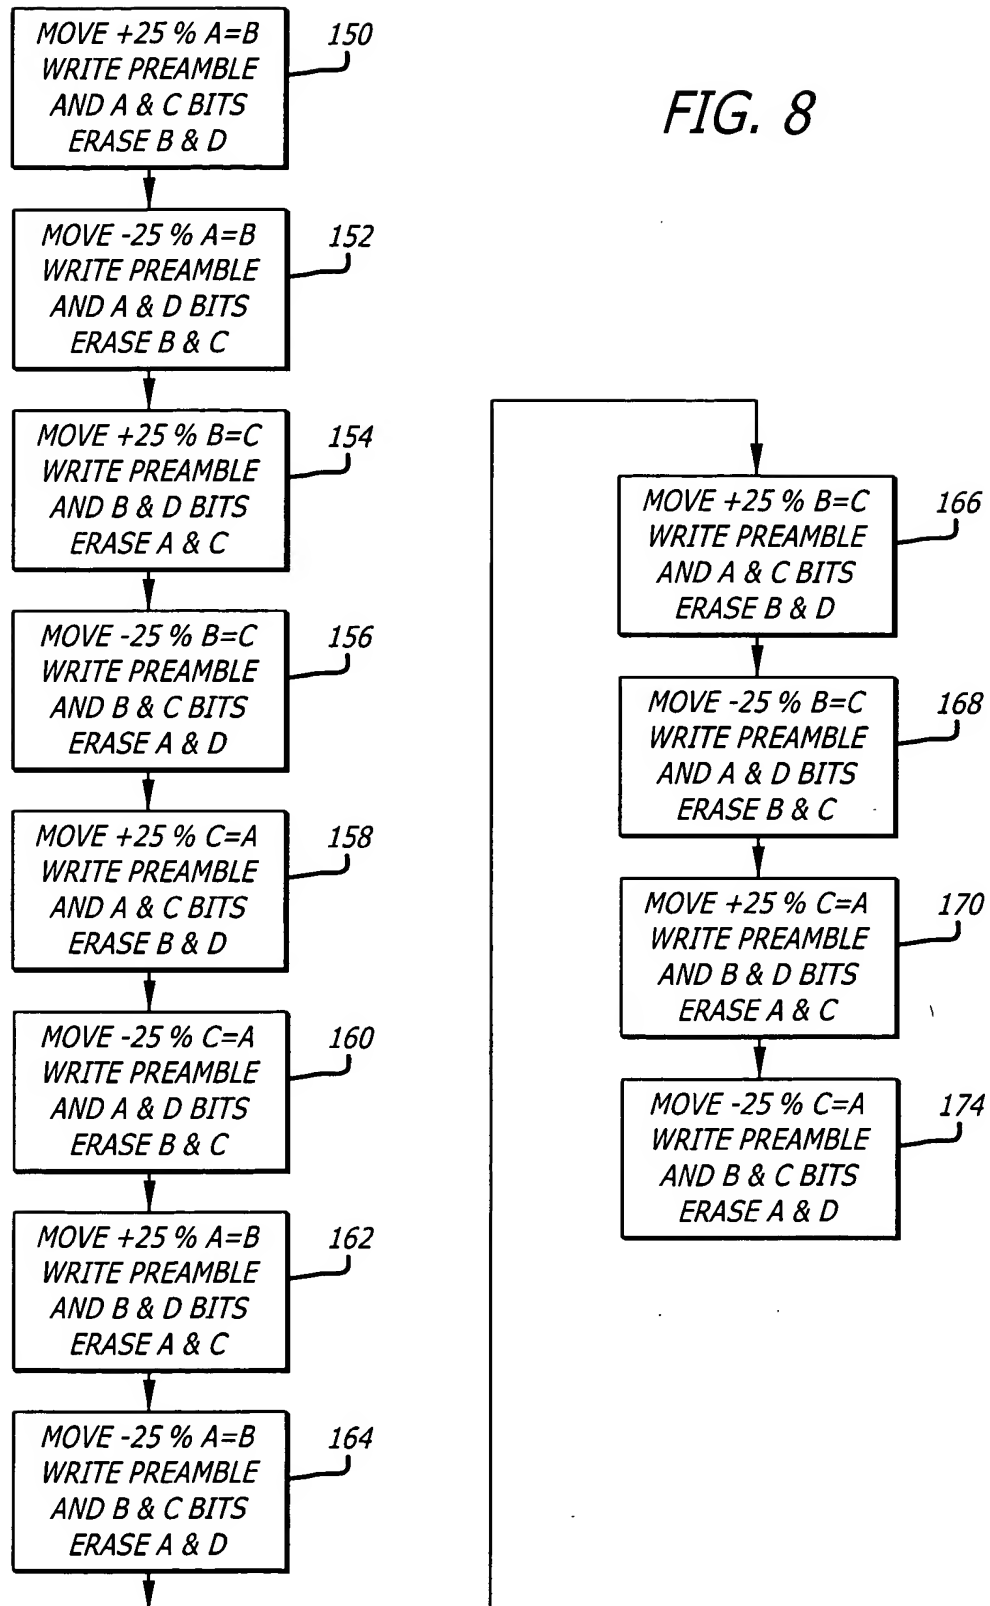 FIG. 8
MOVE +25 % A=B
WRITE PREAMBLE
AND A & C BITS
ERASE B & D
150
MOVE -25 % A=B
WRITE PREAMBLE
AND A & D BITS
ERASE B & C
152
MOVE +25 % B=C
WRITE PREAMBLE
AND B & D BITS
ERASE A & C
154
MOVE -25 % B=C
WRITE PREAMBLE
AND B & C BITS
ERASE A & D
156
MOVE +25 % C=A
WRITE PREAMBLE
AND A & C BITS
ERASE B & D
158
MOVE -25 % C=A
WRITE PREAMBLE
AND A & D BITS
ERASE B & C
160
MOVE +25 % A=B
WRITE PREAMBLE
AND B & D BITS
ERASE A & C
162
MOVE -25 % A=B
WRITE PREAMBLE
AND B & C BITS
ERASE A & D
164
MOVE +25 % B=C
WRITE PREAMBLE
AND A & C BITS
ERASE B & D
166
MOVE -25 % B=C
WRITE PREAMBLE
AND A & D BITS
ERASE B & C
168
MOVE +25 % C=A
WRITE PREAMBLE
AND B & D BITS
ERASE A & C
170
MOVE -25 % C=A
WRITE PREAMBLE
AND B & C BITS
ERASE A & D
174